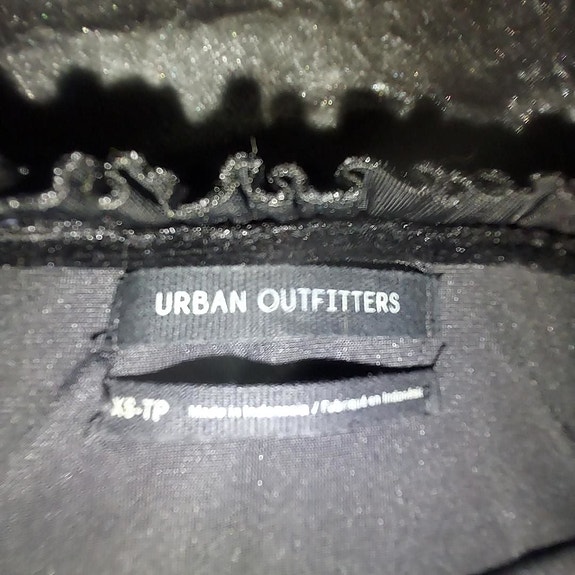 URBAN OUTFITTERS
XS-TP Made in Indonesia / Fabriqué en Indonésie